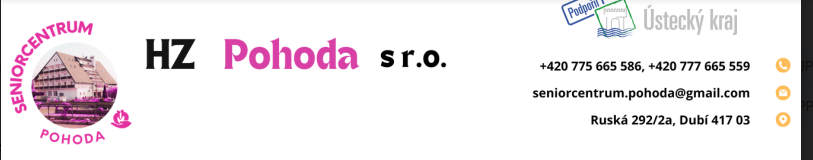 SENIORCENTRUM
POHODA
HZ Pohoda s r.o.
Podpoři
Ústecký kraj
+420 775 665 586, +420 777 665 559
seniorcentrum.pohoda@gmail.com
Ruská 292/2a, Dubí 417 03